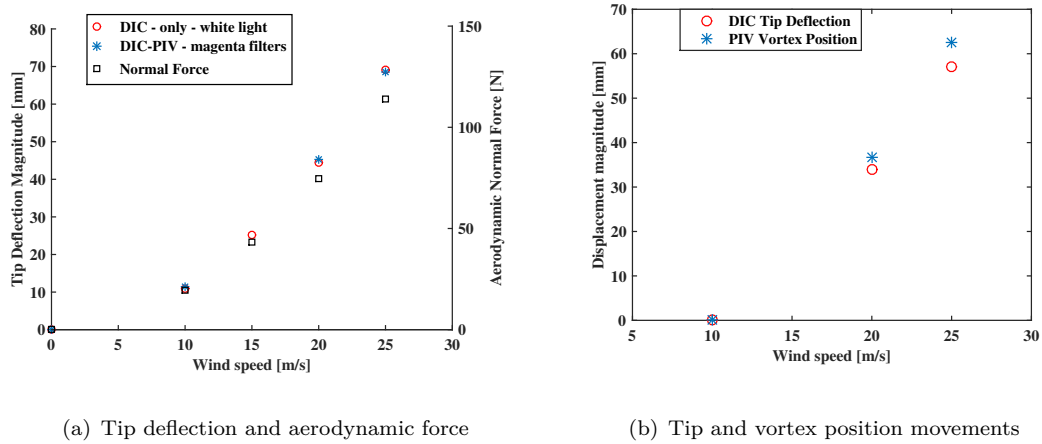 DIC - only - white light
DIC-PIV - magenta filters
Normal Force
80
70
60
50
40
30
20
10
0
Tip Deflection Magnitude [mm]
0
5
10
15
20
25
30
Wind speed [m/s]
150
100
50
0
Aerodynamic Normal Force [N]
(a) Tip deflection and aerodynamic force
DIC Tip Deflection
PIV Vortex Position
70
60
50
40
30
20
10
0
Displacement magnitude [mm]
5
10
15
20
25
30
Wind speed [m/s]
(b) Tip and vortex position movements